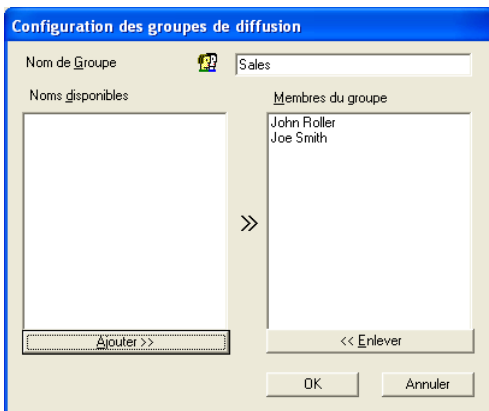 Configuration des groupes de diffusion
Nom de Groupe
Sales
Noms disponibles
Membres du groupe
John Roller
Joe Smith
Ajouter >>
<< Enlever
OK
Annuler